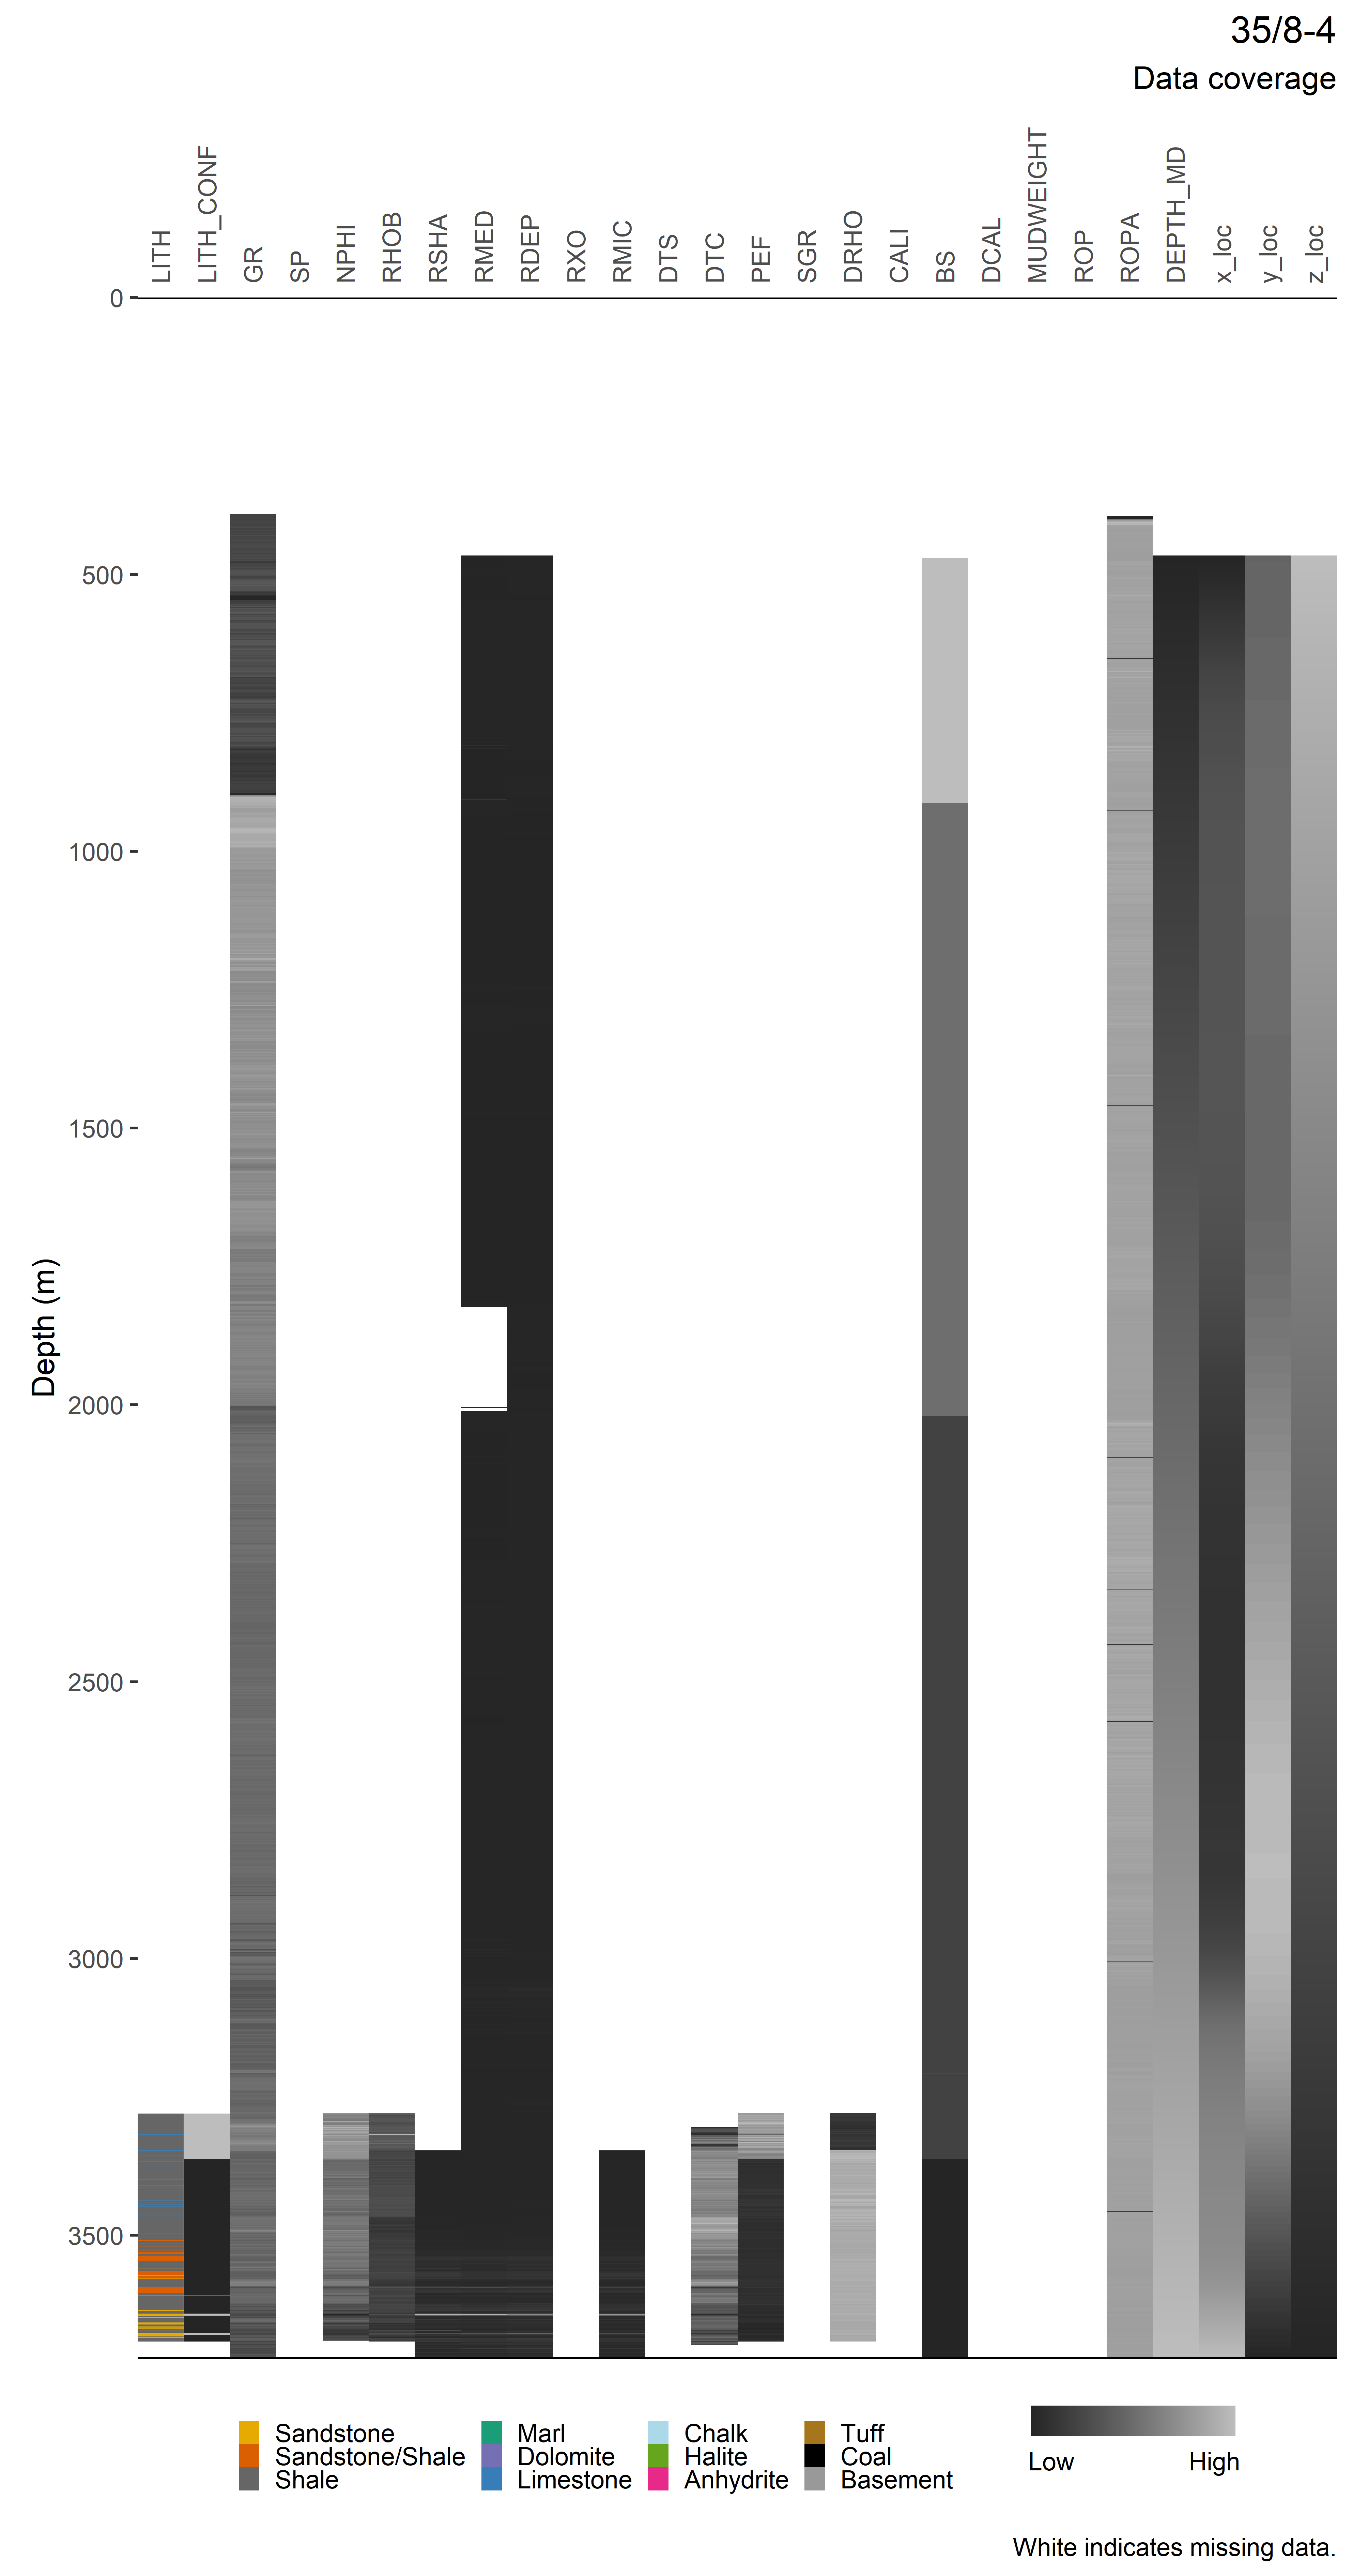 35/8-4
Data coverage
LITH
LITH_CONF
GR
SP
NPHI
RHOB
RSHA
RMED
RDEP
RXO
RMIC
DTS
DTC
PEF
SGR
DRHO
CALI
BS
DCAL
MUDWEIGHT
ROP
ROPA
DEPTH_MD
x_loc
y_loc
z_loc
0
500
1000
1500
2000
2500
3000
3500
Depth (m)
Sandstone
Sandstone/Shale
Shale
Marl
Dolomite
Limestone
Chalk
Halite
Anhydrite
Tuff
Coal
Basement
Low High
White indicates missing data.